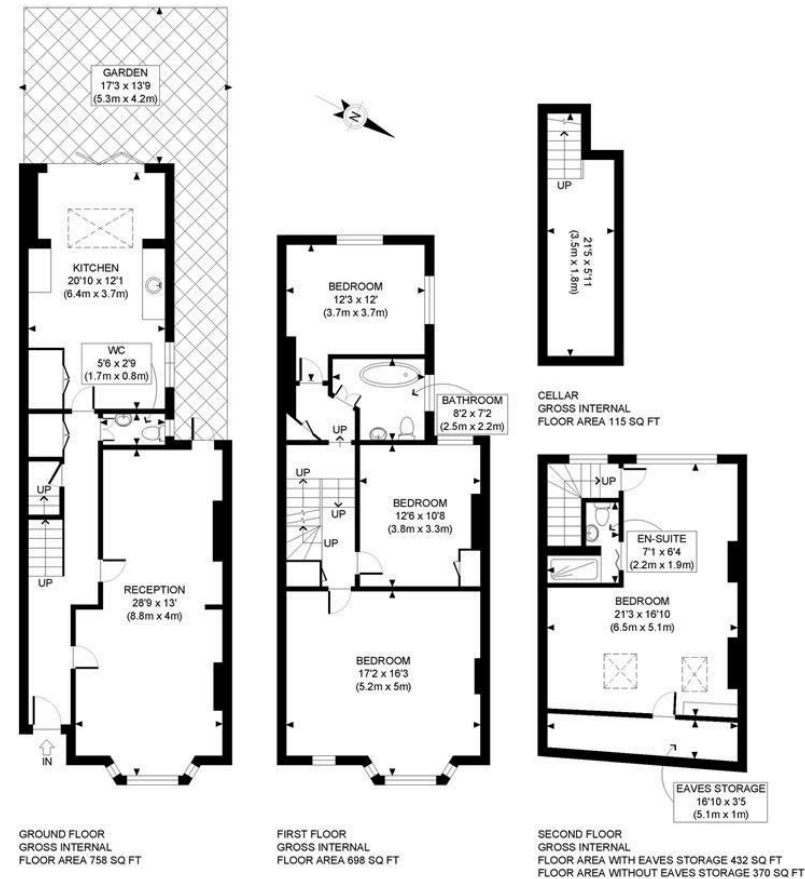 GARDEN
17'3 x 13'9
(5.3m x 4.2m)
N
KITCHEN
20'10 x 12'1
(6.4m x 3.7m)
WC
5'6 x 2'9
(1.7m x 0.8m)
UP
UP
RECEPTION
28'9 x 13'
(8.8m x 4m)
IN
GROUND FLOOR
GROSS INTERNAL
FLOOR AREA 758 SQ FT
BEDROOM
12'3 x 12'
(3.7m x 3.7m)
BATHROOM
8'2 x 7'2
(2.5m x 2.2m)
UP
UP
UP
UP
BEDROOM
12'6 x 10'8
(3.8m x 3.3m)
BEDROOM
17'2 x 16'3
(5.2m x 5m)
FIRST FLOOR
GROSS INTERNAL
FLOOR AREA 698 SQ FT
UP
21'5 x 5'11
(3.5m x 1.8m)
CELLAR
GROSS INTERNAL
FLOOR AREA 115 SQ FT
UP
EN-SUITE
7'1 x 6'4
(2.2m x 1.9m)
BEDROOM
21'3 x 16'10
(6.5m x 5.1m)
EAVES STORAGE
16'10 x 3'5
(5.1m x 1m)
SECOND FLOOR
GROSS INTERNAL
FLOOR AREA WITH EAVES STORAGE 432 SQ FT
FLOOR AREA WITHOUT EAVES STORAGE 370 SQ FT